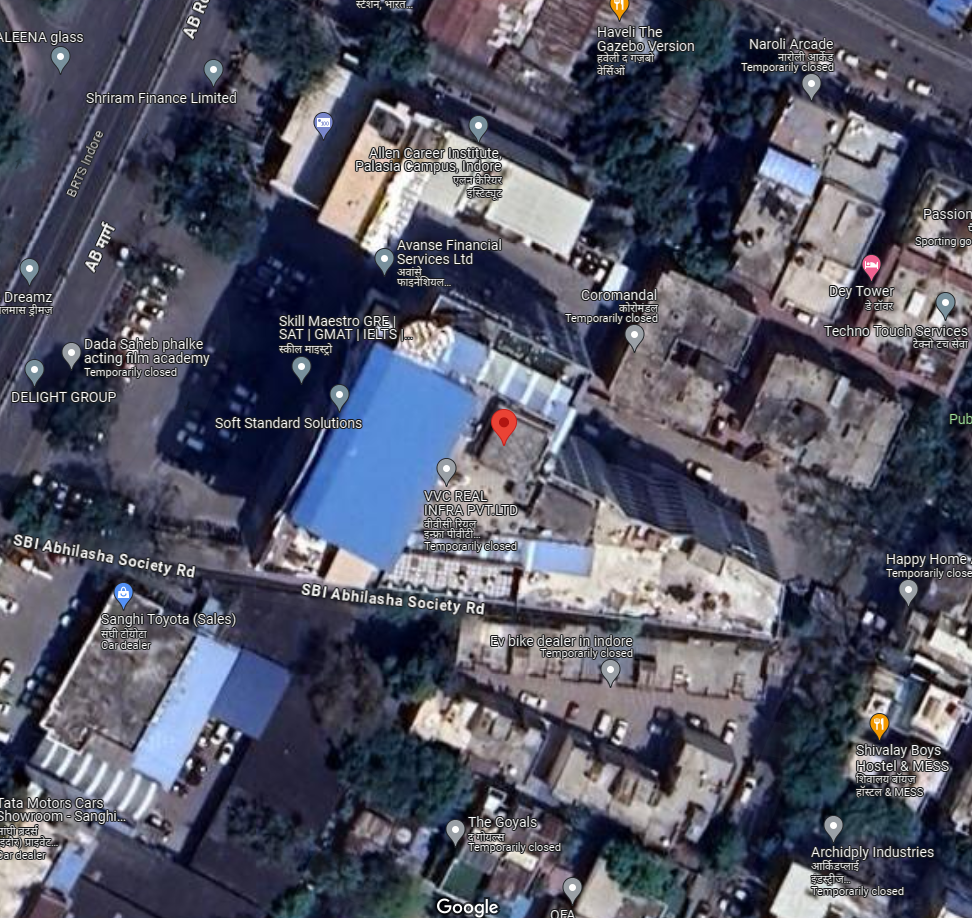 स्टेशन, भारत...
AB Ro
ALEENA glass
Haveli The
Gazebo Version
हवेली द गज़बो
वेर्सिओं
Naroli Arcade
नारोली आर्केड
Temporarily closed
Shriram Finance Limited
BRTS Indore
Allen Career Institute,
Palasia Campus, Indore
एलन कैरियर
इंस्टिट्यूट
AB मार्ग
Avanse Financial
Services Ltd
अवांसे
फाइनेंशियल...
Passion
Sporting go
Dreamz
लमास ड्रीमज
Dey Tower
डे टॉवर
Coromandal
कोरोमंडल
Temporarily closed
Skill Maestro GRE |
SAT | GMAT | IELTS |...
स्कील माइस्ट्रो
Techno Touch Services
टेक्नो टच सेवा
Dada Saheb phalke
acting film academy
Temporarily closed
DELIGHT GROUP
Soft Standard Solutions
Pub
VVC REAL
INFRA PVT.LTD
वीवीसी रियल
इन्फ्रा पीवीटी...
Temporarily closed
SBI Abhilasha Society Rd
SBI Abhilasha Society Rd
Happy Home
Temporarily close
Sanghi Toyota (Sales)
संघी टोयोटा
Car dealer
Ev bike dealer in indore
Temporarily closed
Shivalay Boys
Hostel & MESS
शिवालय बॉयज
हॉस्टल & MESS
Tata Motors Cars
Showroom - Sanghi...
Car dealer
The Goyals
द गोयल्स
Temporarily closed
Archidply Industries
आर्किडप्लाई
इंडस्ट्रीज...
Temporarily closed
Google